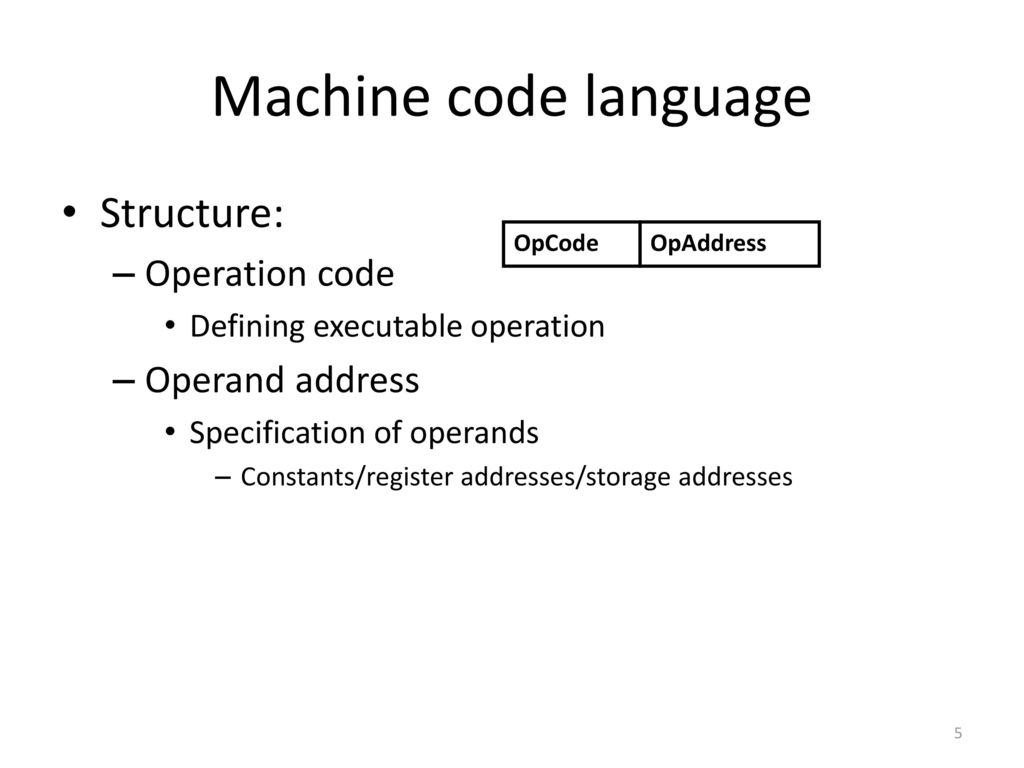 Machine code language
• Structure:
OpCode OpAddress
– Operation code
• Defining executable operation
– Operand address
• Specification of operands
– Constants/register addresses/storage addresses
5